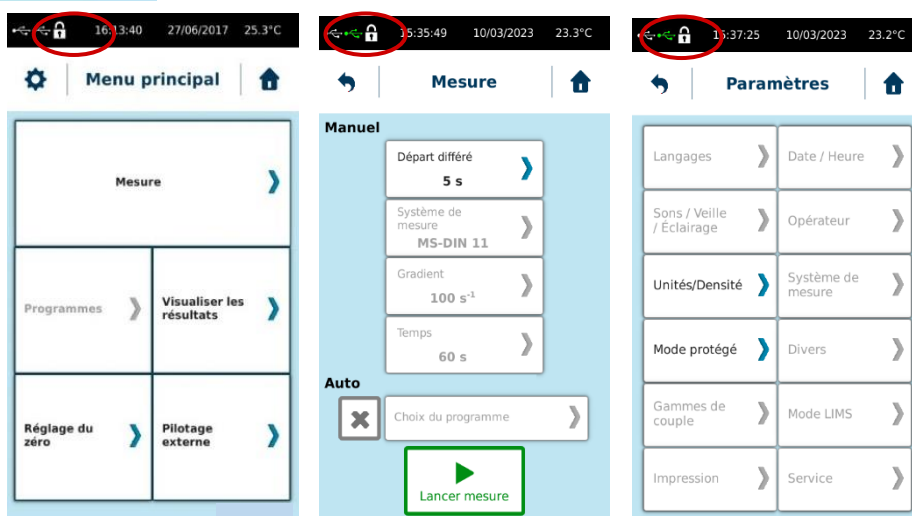 16:13:40 27/06/2017 25.3°C
Menu principal
Mesure
Programmes
Visualiser les
résultats
Réglage du
zéro
Pilotage
externe
15:35:49 10/03/2023 23.3°C
Mesure
Manuel
Départ différé
5 s
Système de
mesure
MS-DIN 11
Gradient
100 s⁻¹
Temps
60 s
Auto
Choix du programme
Lancer mesure
15:37:25 10/03/2023 23.2°C
Paramètres
Langages
Date / Heure
Sons / Veille
/ Éclairage
Opérateur
Unités/Densité
Système de
mesure
Mode protégé
Divers
Gammes de
couple
Mode LIMS
Impression
Service